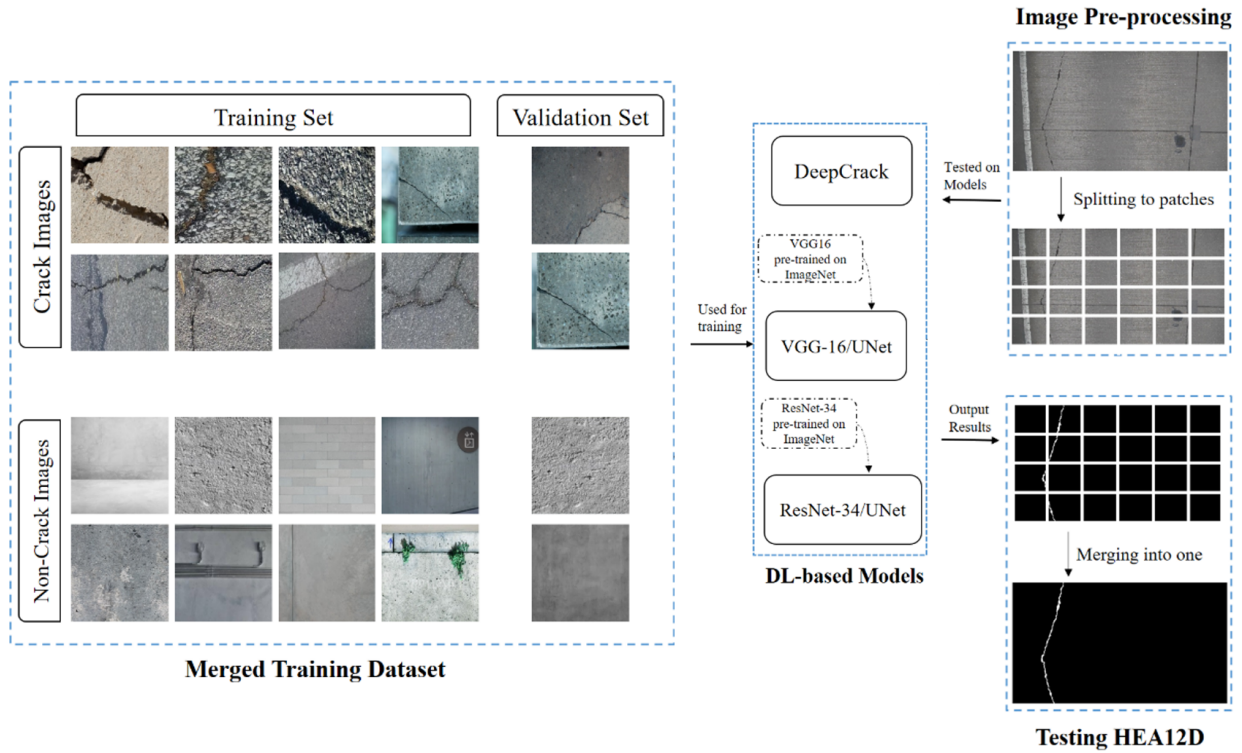 Image Pre-processing
Training Set
Validation Set
Crack Images
Non-Crack Images
Merged Training Dataset
Used for
training
DeepCrack
VGG16
pre-trained on
ImageNet
VGG-16/UNet
ResNet-34
pre-trained on
ImageNet
ResNet-34/UNet
DL-based Models
Tested on
Models
Splitting to patches
Output
Results
Merging into one
Testing HEA12D